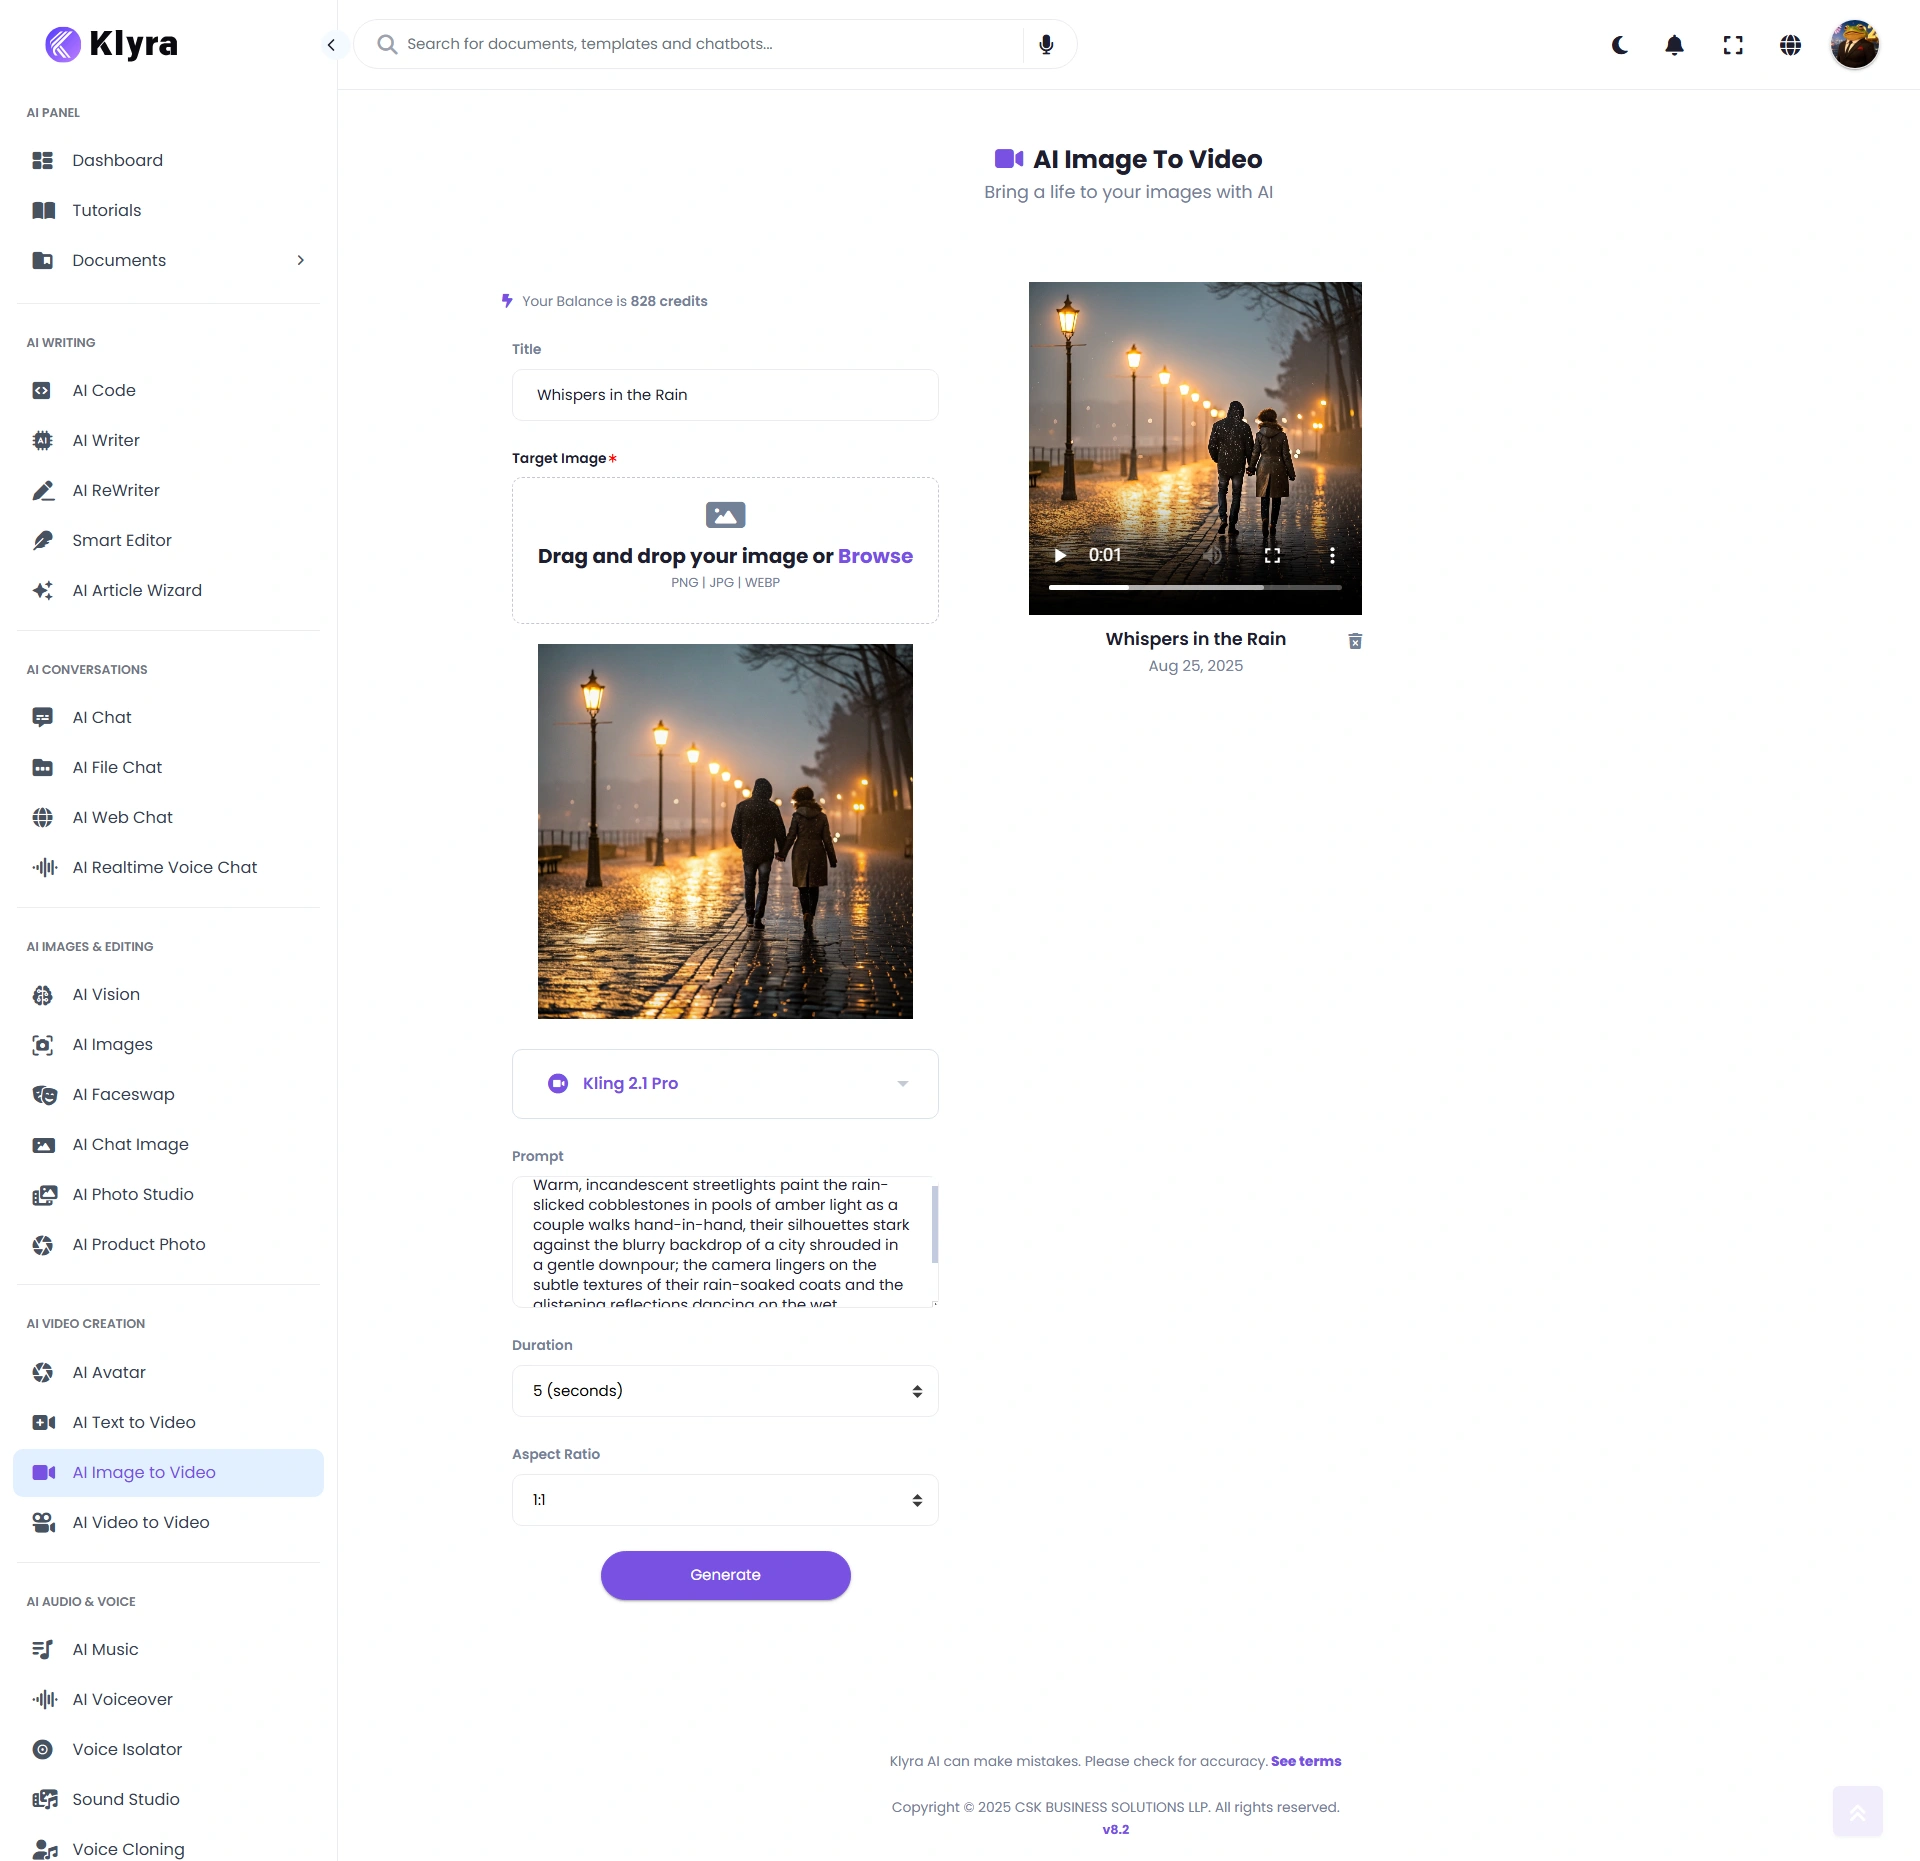 Klyra
Search for documents, templates and chatbots...
AI PANEL
Dashboard
Tutorials
Documents
AI WRITING
AI Code
AI Writer
AI ReWriter
Smart Editor
AI Article Wizard
AI CONVERSATIONS
AI Chat
AI File Chat
AI Web Chat
AI Realtime Voice Chat
AI IMAGES & EDITING
AI Vision
AI Images
AI Faceswap
AI Chat Image
AI Photo Studio
AI Product Photo
AI VIDEO CREATION
AI Avatar
AI Text to Video
AI Image to Video
AI Video to Video
AI AUDIO & VOICE
AI Music
AI Voiceover
Voice Isolator
Sound Studio
Voice Cloning
AI Image To Video
Bring a life to your images with AI
Your Balance is 828 credits
Title
Whispers in the Rain
Target Image*
Drag and drop your image or Browse
PNG | JPG | WEBP
Kling 2.1 Pro
Prompt
Warm, incandescent streetlights paint the rain-
slicked cobblestones in pools of amber light as a
couple walks hand-in-hand, their silhouettes stark
against the blurry backdrop of a city shrouded in
a gentle downpour; the camera lingers on the
subtle textures of their rain-soaked coats and the
glistening reflections dancing on the wet
Duration
5 (seconds)
Aspect Ratio
1:1
Generate
0:01
Whispers in the Rain
Aug 25, 2025
Klyra AI can make mistakes. Please check for accuracy. See terms
Copyright © 2025 CSK BUSINESS SOLUTIONS LLP. All rights reserved.
v8.2